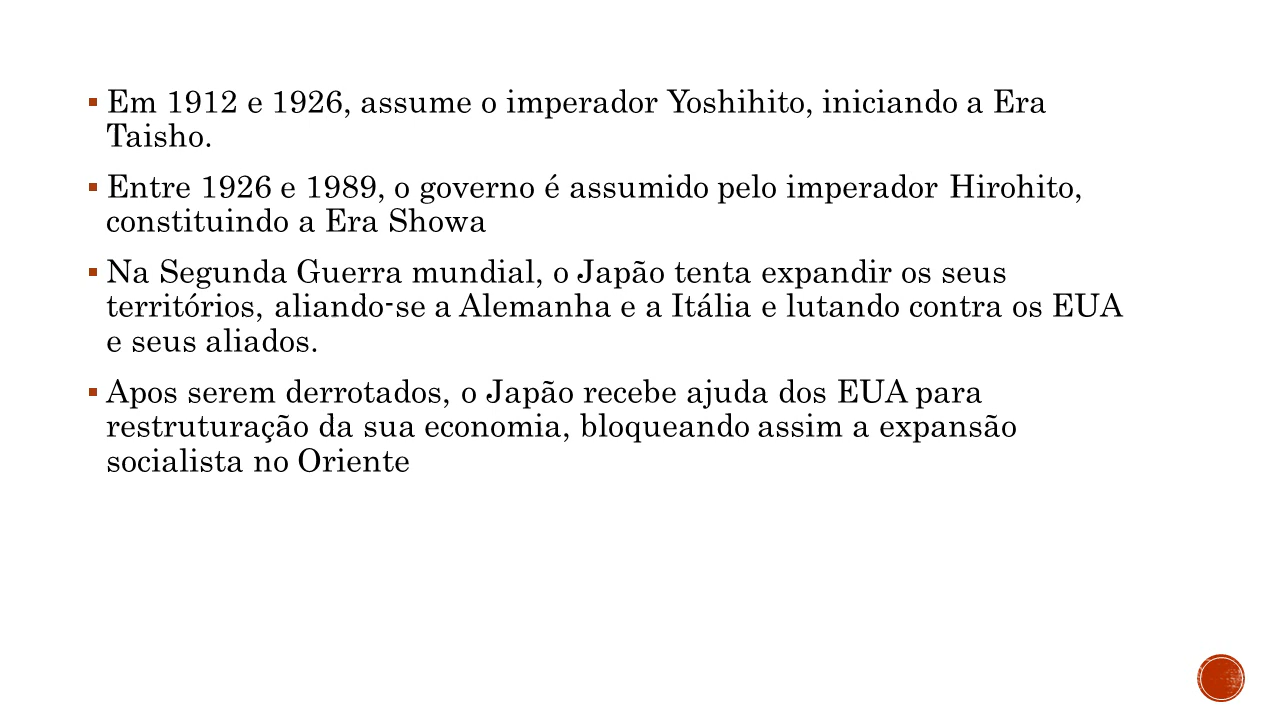 ▪ Em 1912 e 1926, assume o imperador Yoshihito, iniciando a Era
Taisho.
▪ Entre 1926 e 1989, o governo é assumido pelo imperador Hirohito,
constituindo a Era Showa
▪ Na Segunda Guerra mundial, o Japão tenta expandir os seus
territórios, aliando-se a Alemanha e a Itália e lutando contra os EUA
e seus aliados.
▪ Apos serem derrotados, o Japão recebe ajuda dos EUA para
restruturação da sua economia, bloqueando assim a expansão
socialista no Oriente